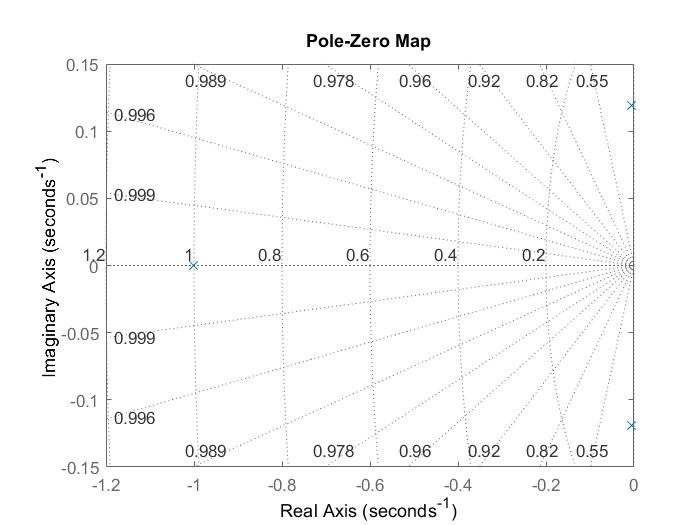 Pole-Zero Map
0.15
0.989 0.978 0.96 0.92 0.82 0.55
0.996
0.1
0.05
0.999
1.2 1 0.8 0.6 0.4 0.2
0
-0.05
0.999
-0.1
0.996
0.989 0.978 0.96 0.92 0.82 0.55
-0.15
-1.2 -1 -0.8 -0.6 -0.4 -0.2 0
Real Axis (seconds-1)
Imaginary Axis (seconds-1)